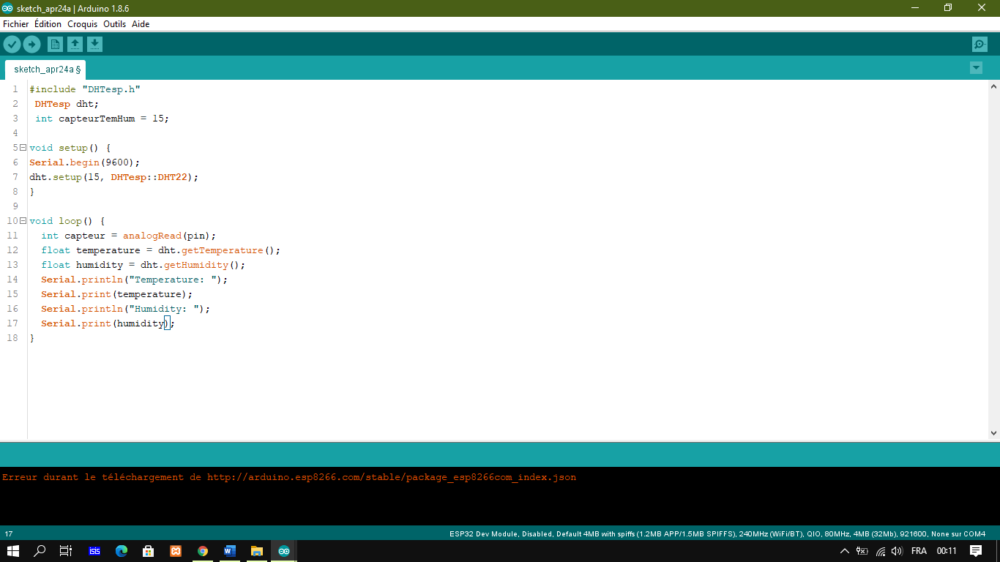 sketch_apr24a | Arduino 1.8.6
Fichier Édition Croquis Outils Aide
sketch_apr24a §
1 #include "DHTesp.h"
2 DHTesp dht;
3 int capteurTemHum = 15;
4
5 void setup() {
6 Serial.begin(9600);
7 dht.setup(15, DHTesp::DHT22);
8 }
9
10 void loop() {
11 int capteur = analogRead(pin);
12 float temperature = dht.getTemperature();
13 float humidity = dht.getHumidity();
14 Serial.println("Temperature: ");
15 Serial.print(temperature);
16 Serial.println("Humidity: ");
17 Serial.print(humidity);
18 }
Erreur durant le téléchargement de http://arduino.esp8266.com/stable/package_esp8266com_index.json
17 ESP32 Dev Module, Disabled, Default 4MB with spiffs (1.2MB APP/1.5MB SPIFFS), 240MHz (WiFi/BT), QIO, 80MHz, 4MB (32Mb), 921600, None sur COM4
ISIS W FRA 00:11